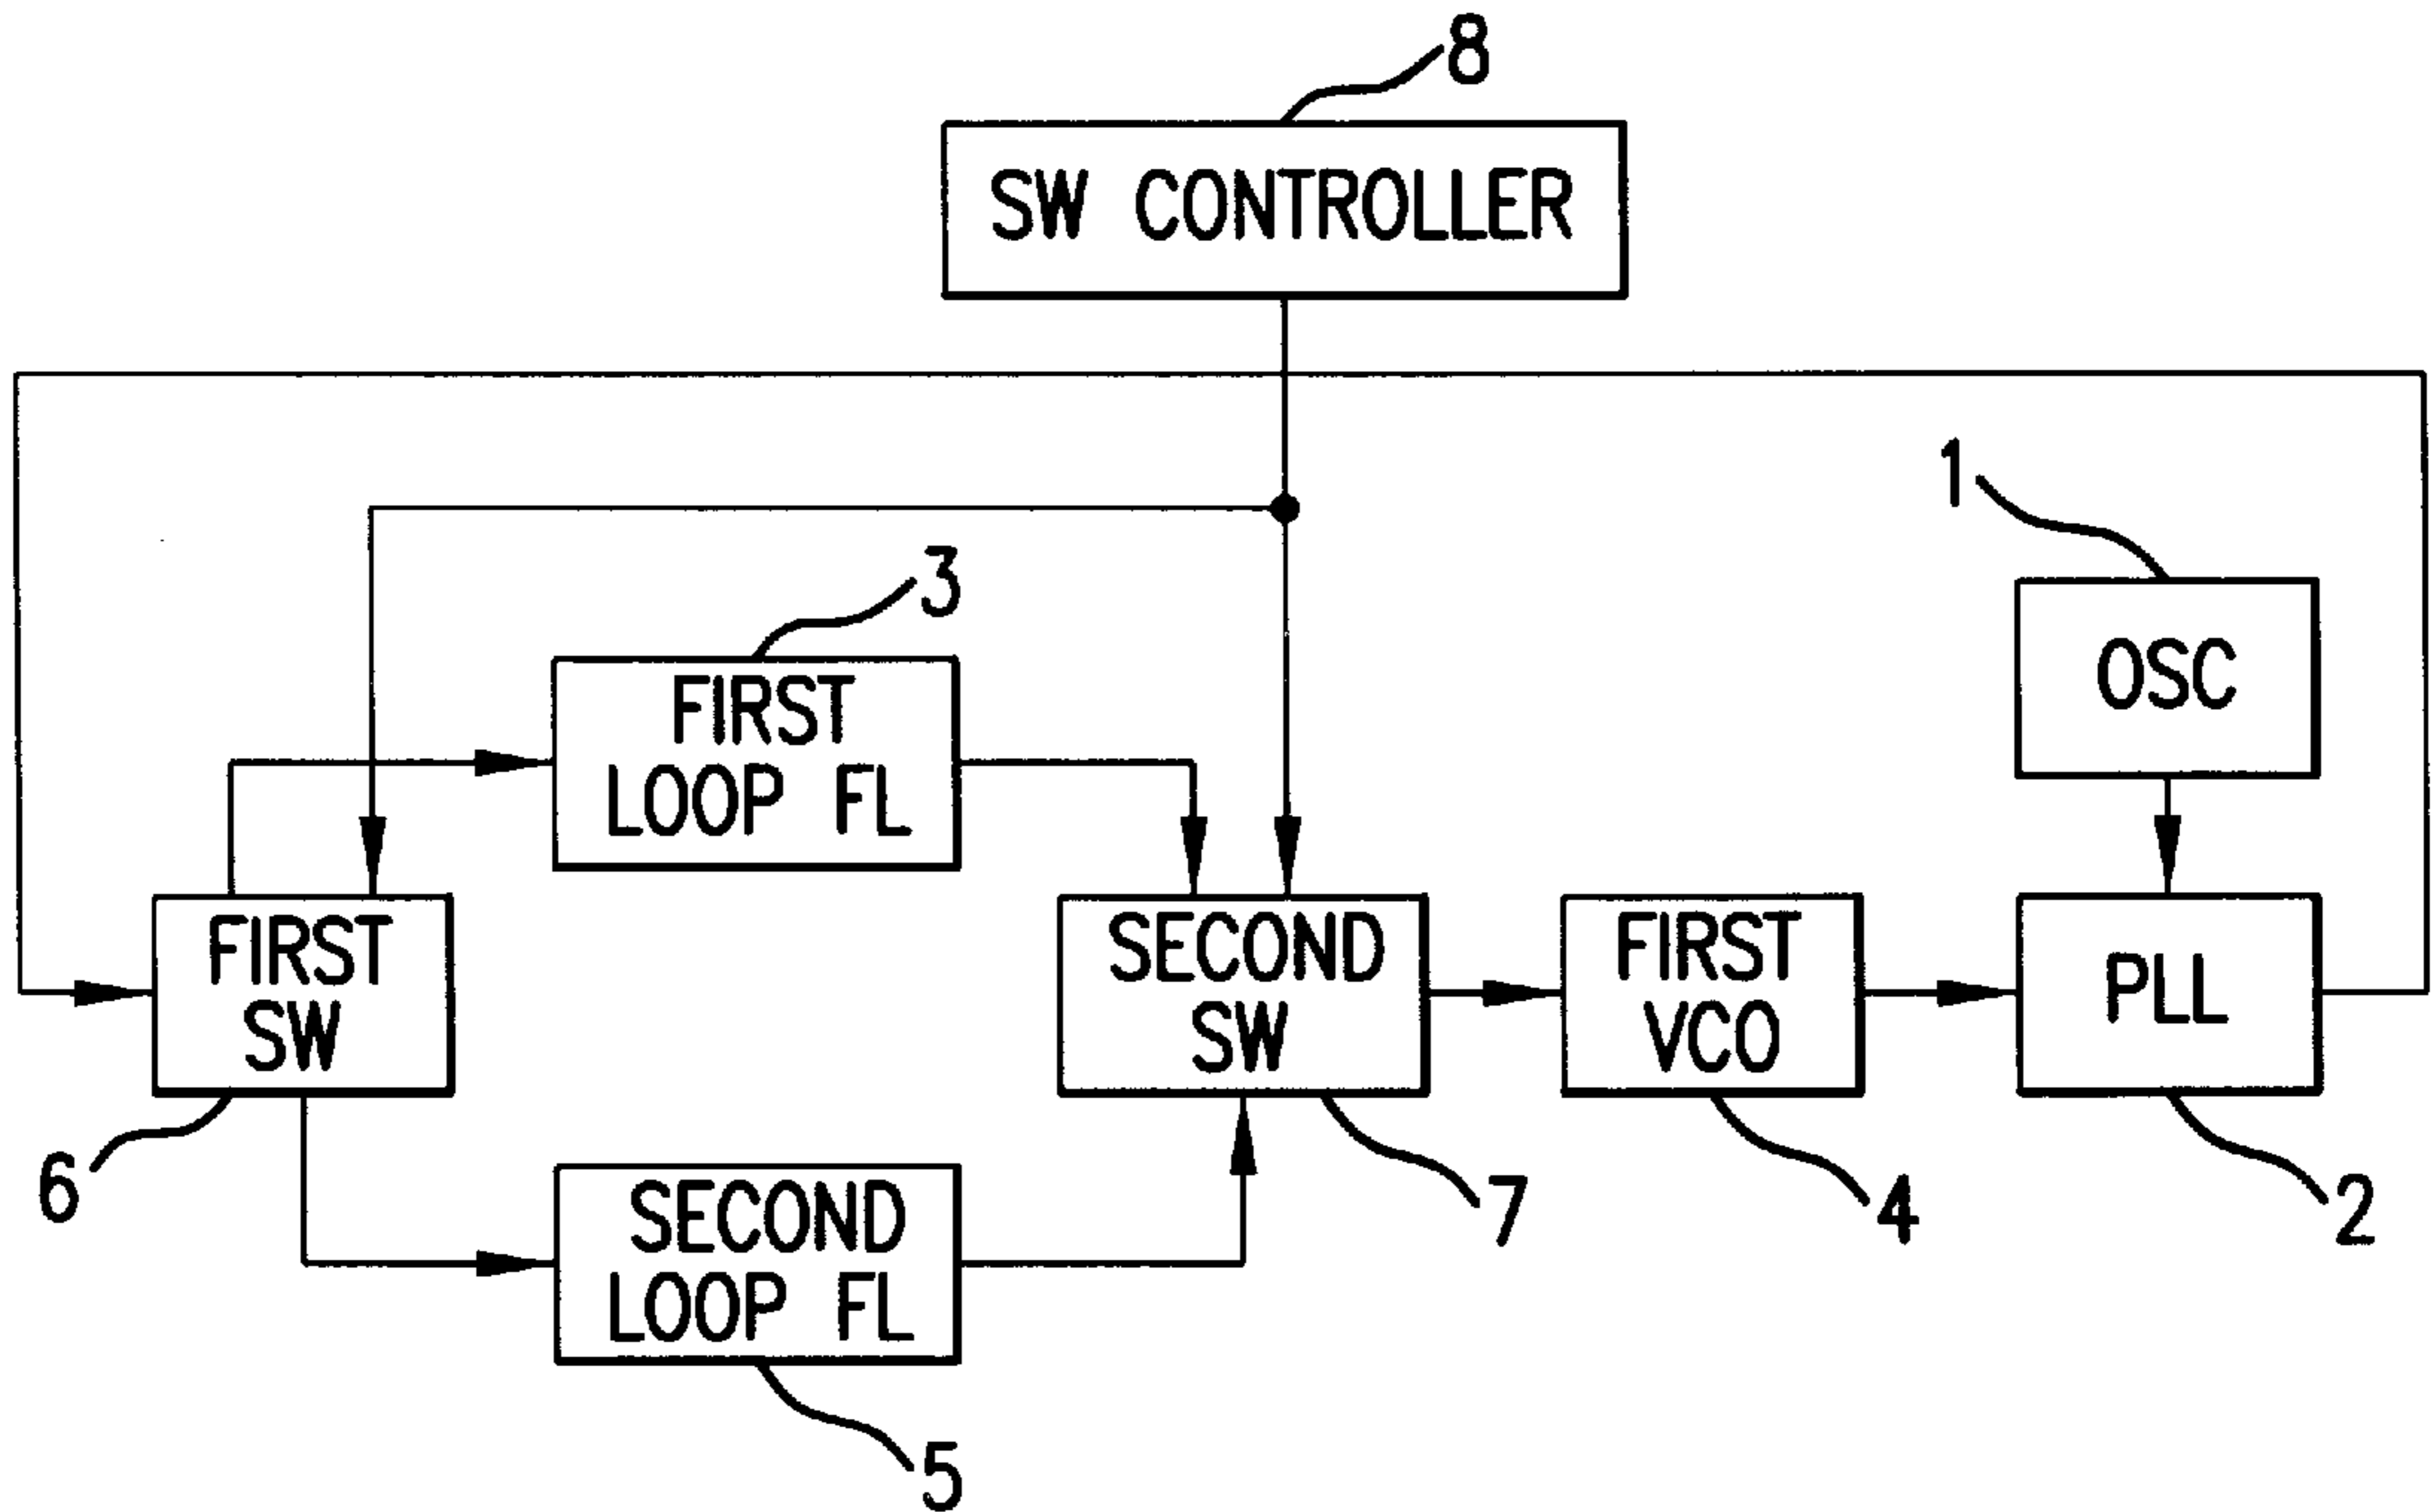 8
SW CONTROLLER
1
3
OSC
FIRST
LOOP FL
FIRST
SW
SECOND
SW
FIRST
VCO
PLL
6
7
4
2
SECOND
LOOP FL
5